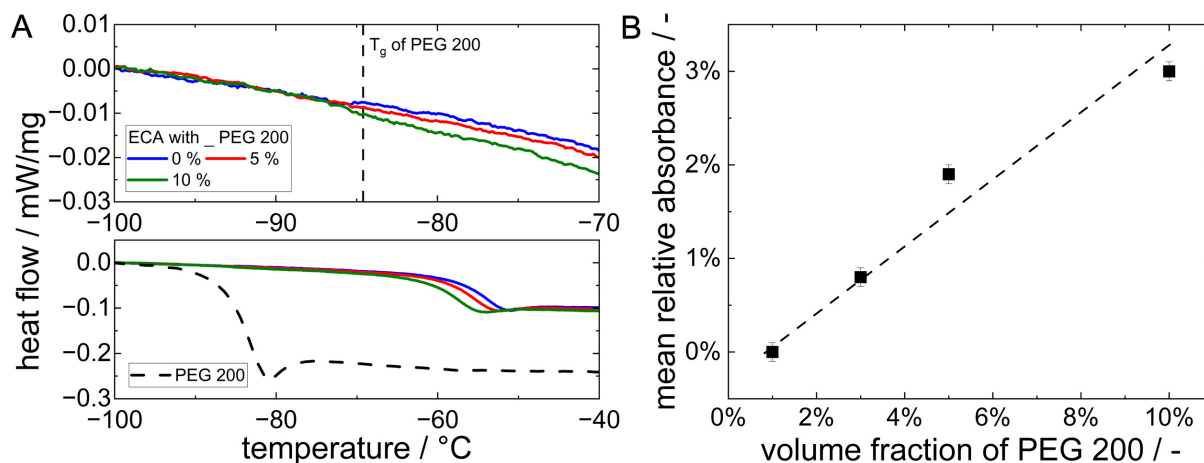 A
0.01
0.00
−0.01
−0.02
−0.03
T_g of PEG 200
ECA with _ PEG 200
0 % 5 %
10 %
−100 −90 −80 −70
0.0
−0.1
−0.2
−0.3
PEG 200
−100 −80 −60 −40
heat flow / mW/mg
temperature / °C
B
3%
2%
1%
0%
0% 2% 4% 6% 8% 10%
mean relative absorbance / -
volume fraction of PEG 200 / -